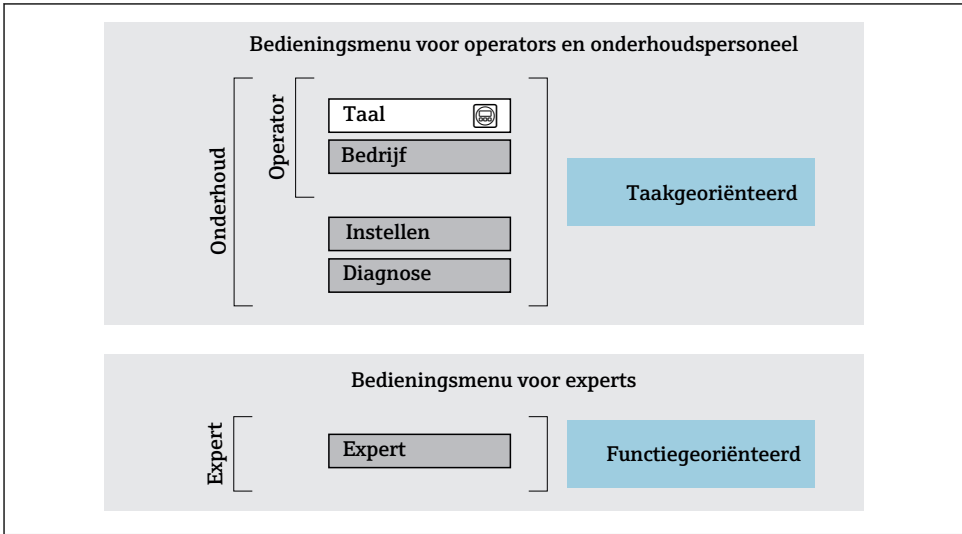 Bedieningsmenu voor operators en onderhoudspersoneel
Onderhoud
Operator
Taal
Bedrijf
Instellen
Diagnose
Taakgeoriënteerd
Bedieningsmenu voor experts
Expert
Expert
Functiegeoriënteerd